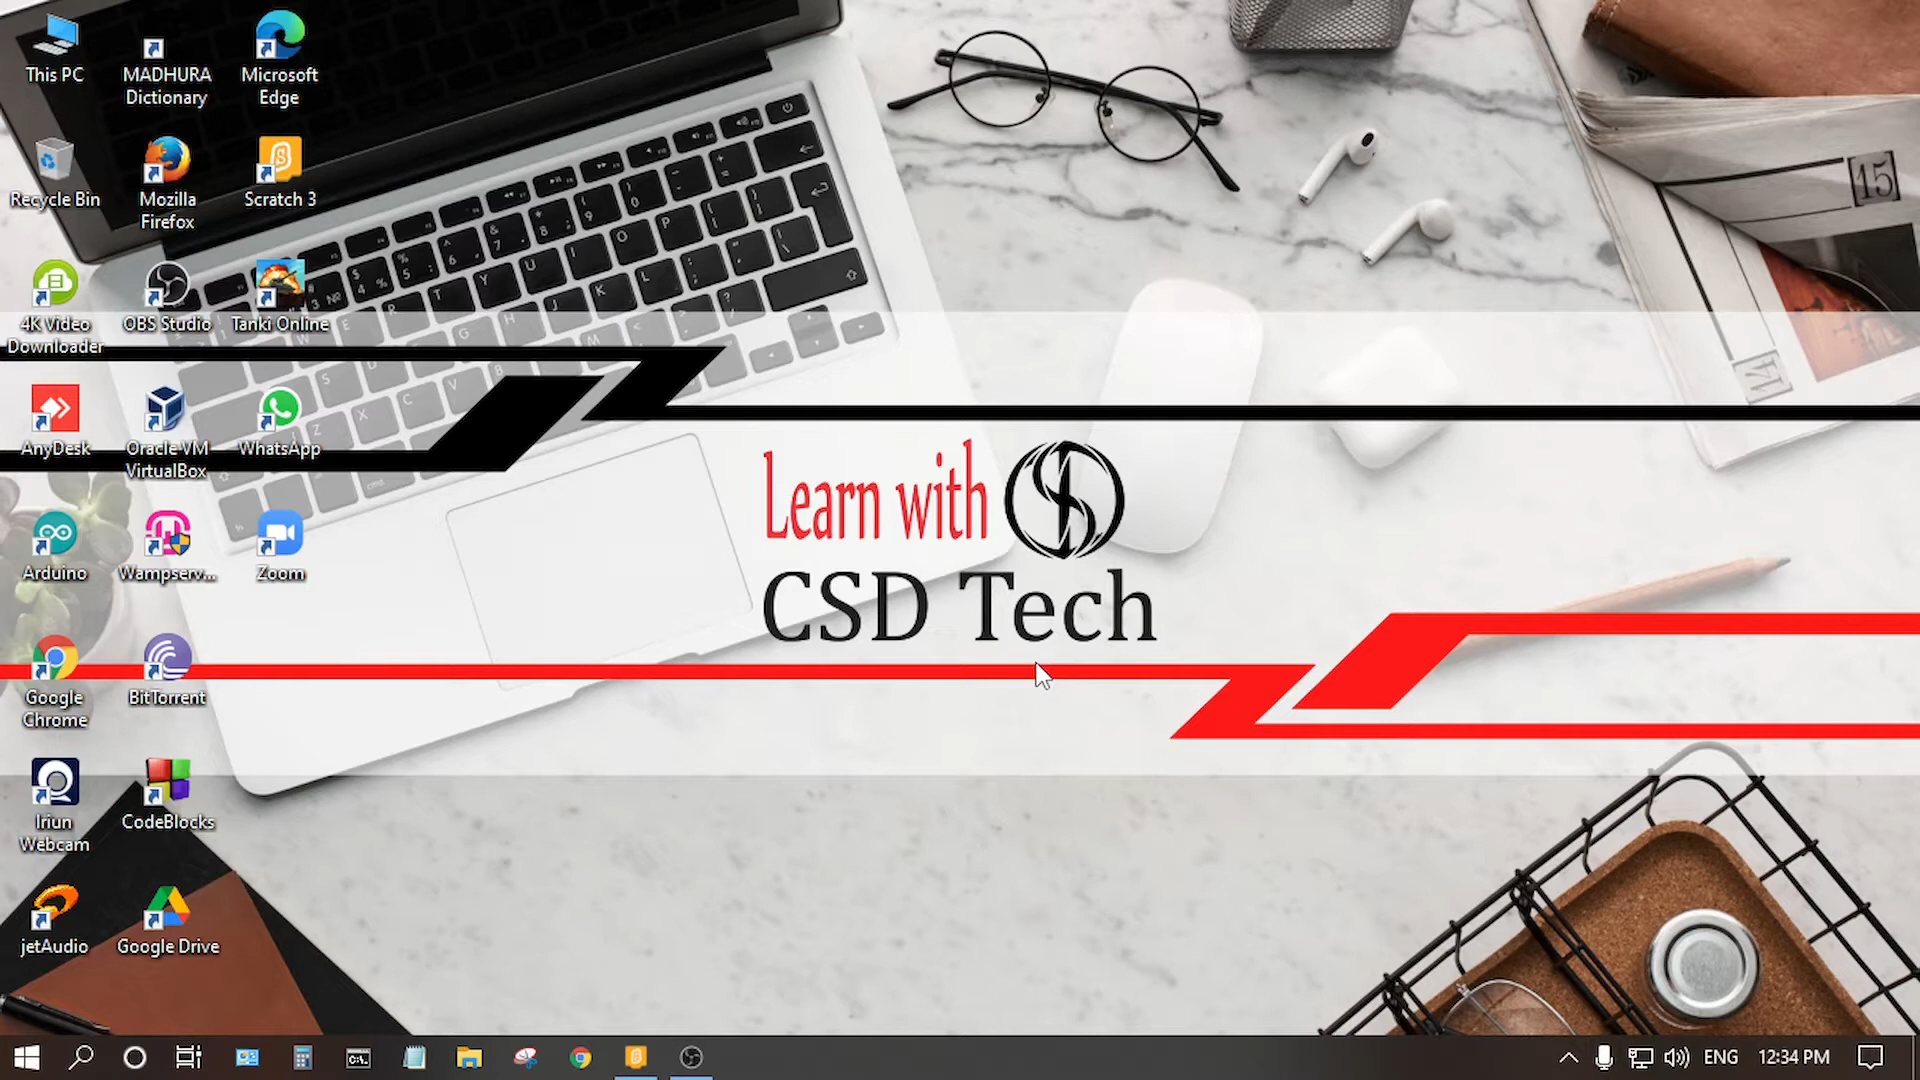 This PC
MADHURA
Dictionary
Microsoft
Edge
Recycle Bin
Mozilla
Firefox
Scratch 3
4K Video
Downloader
OBS Studio
Tanki Online
AnyDesk
Oracle VM
VirtualBox
WhatsApp
Arduino
Wampserv...
Zoom
Google
Chrome
BitTorrent
Iriun
Webcam
CodeBlocks
jetAudio
Google Drive
Learn with
CSD Tech
15
14
ENG
12:34 PM